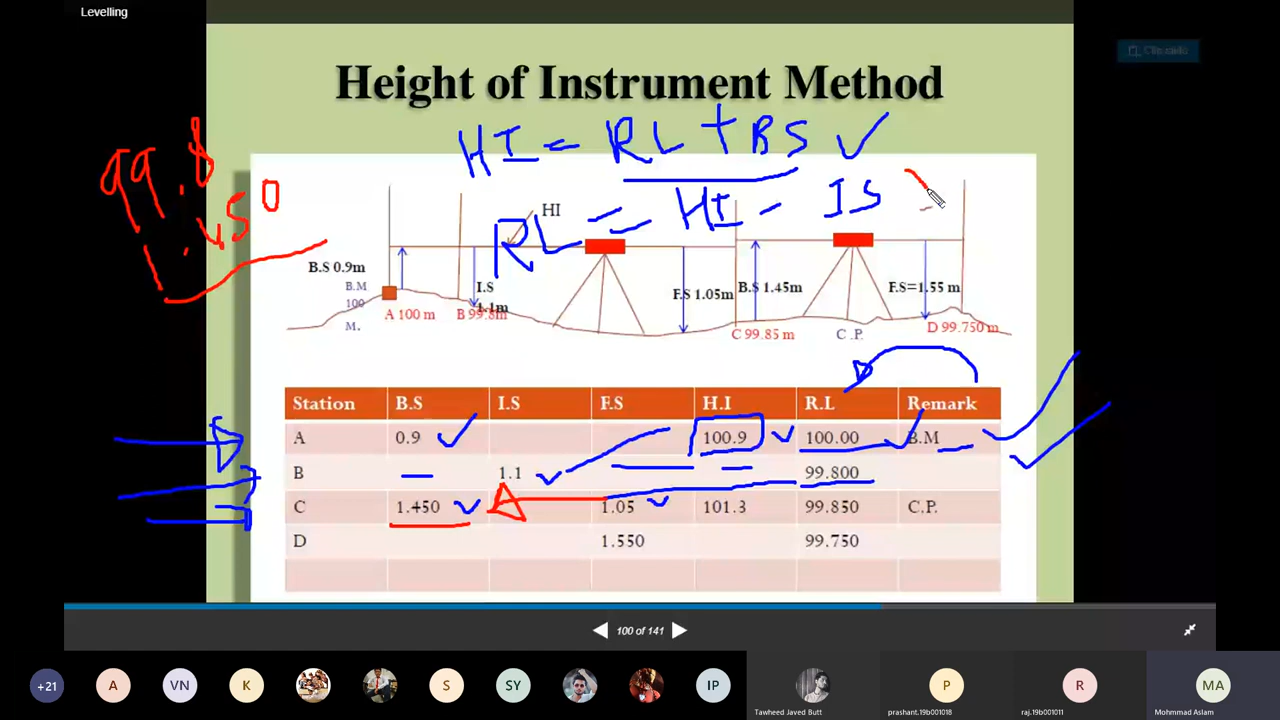 Levelling
Clip saído
Height of Instrument Method
HI = RL + BS
RL = HI - IS
99.8
1.450
HI
B.S 0.9m
B.M
100
M.
I.S
1.1m
F.S 1.05m
B.S 1.45m
F.S=1.55 m
A 100 m
B 99.8m
C 99.85 m
C .P.
D 99.750 m
Station B.S I.S F.S H.I R.L Remark
A 0.9 100.9 100.00 B.M
B 1.1 99.800
C 1.450 1.05 101.3 99.850 C.P.
D 1.550 99.750
100 of 141
+21 A VN K S SY IP P R MA
Tawheed Javed Butt prashant.19b001018 raj.19b001011 Mohmmad Aslam